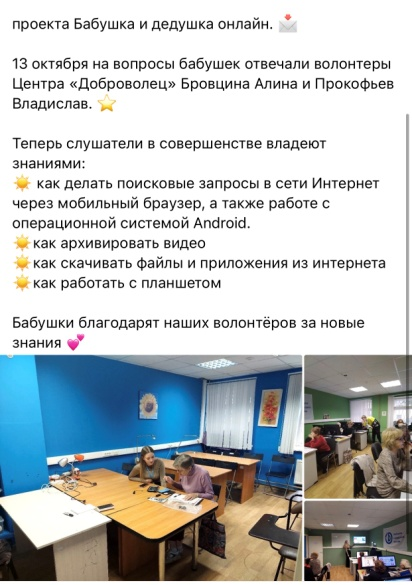 проекта Бабушка и дедушка онлайн. 📩
13 октября на вопросы бабушек отвечали волонтеры
Центра «Доброволец» Бровцина Алина и Прокофьев
Владислав. ⭐
Теперь слушатели в совершенстве владеют
знаниями:
☀️ как делать поисковые запросы в сети Интернет
через мобильный браузер, а также работе с
операционной системой Android.
☀️как архивировать видео
☀️как скачивать файлы и приложения из интернета
☀️как работать с планшетом
Бабушки благодарят наших волонтёров за новые
знания 💕